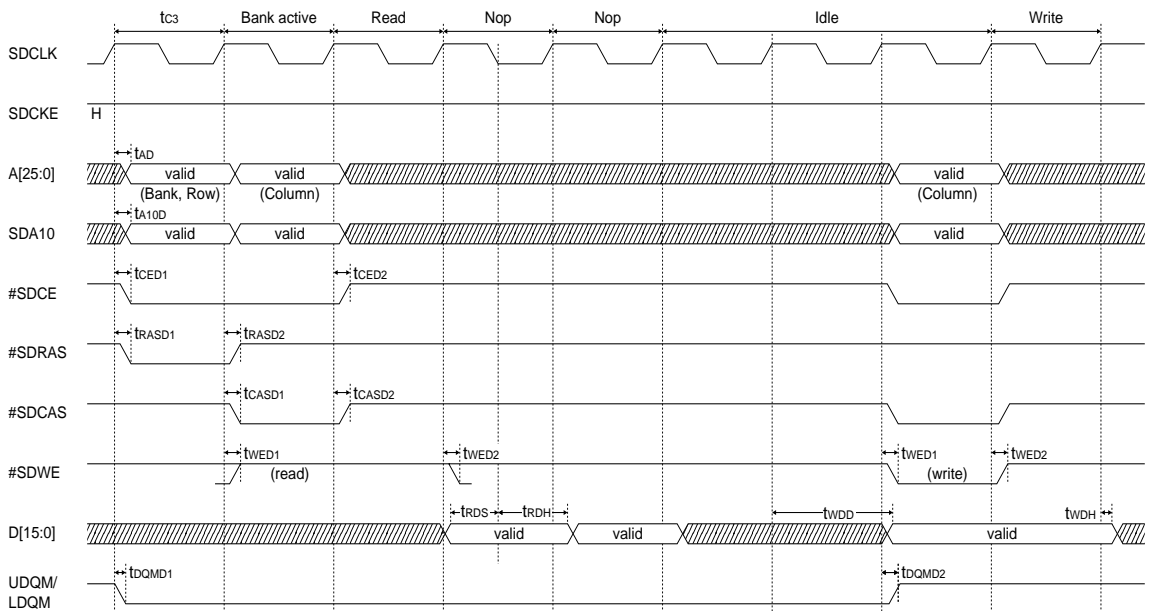 tC3 Bank active Read Nop Nop Idle Write
SDCLK
SDCKE H
tAD
A[25:0] valid valid valid
(Bank, Row) (Column) (Column)
tA10D
SDA10 valid valid valid
tCED1 tCED2
#SDCE
tRASD1 tRASD2
#SDRAS
tCASD1 tCASD2
#SDCAS
tWED1 tWED2 tWED1 tWED2
#SDWE (read) (write)
tRDS tRDH tWDD tWDH
D[15:0] valid valid valid
tDQMD1 tDQMD2
UDQM/
LDQM